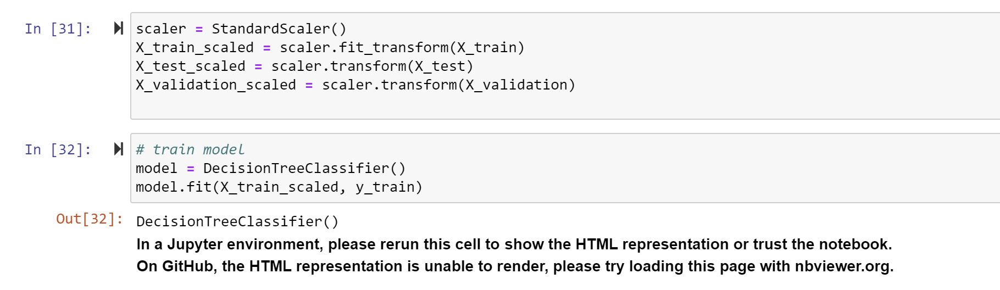 In [31]:
scaler = StandardScaler()
X_train_scaled = scaler.fit_transform(X_train)
X_test_scaled = scaler.transform(X_test)
X_validation_scaled = scaler.transform(X_validation)
In [32]:
# train model
model = DecisionTreeClassifier()
model.fit(X_train_scaled, y_train)
Out[32]:
DecisionTreeClassifier()
In a Jupyter environment, please rerun this cell to show the HTML representation or trust the notebook.
On GitHub, the HTML representation is unable to render, please try loading this page with nbviewer.org.